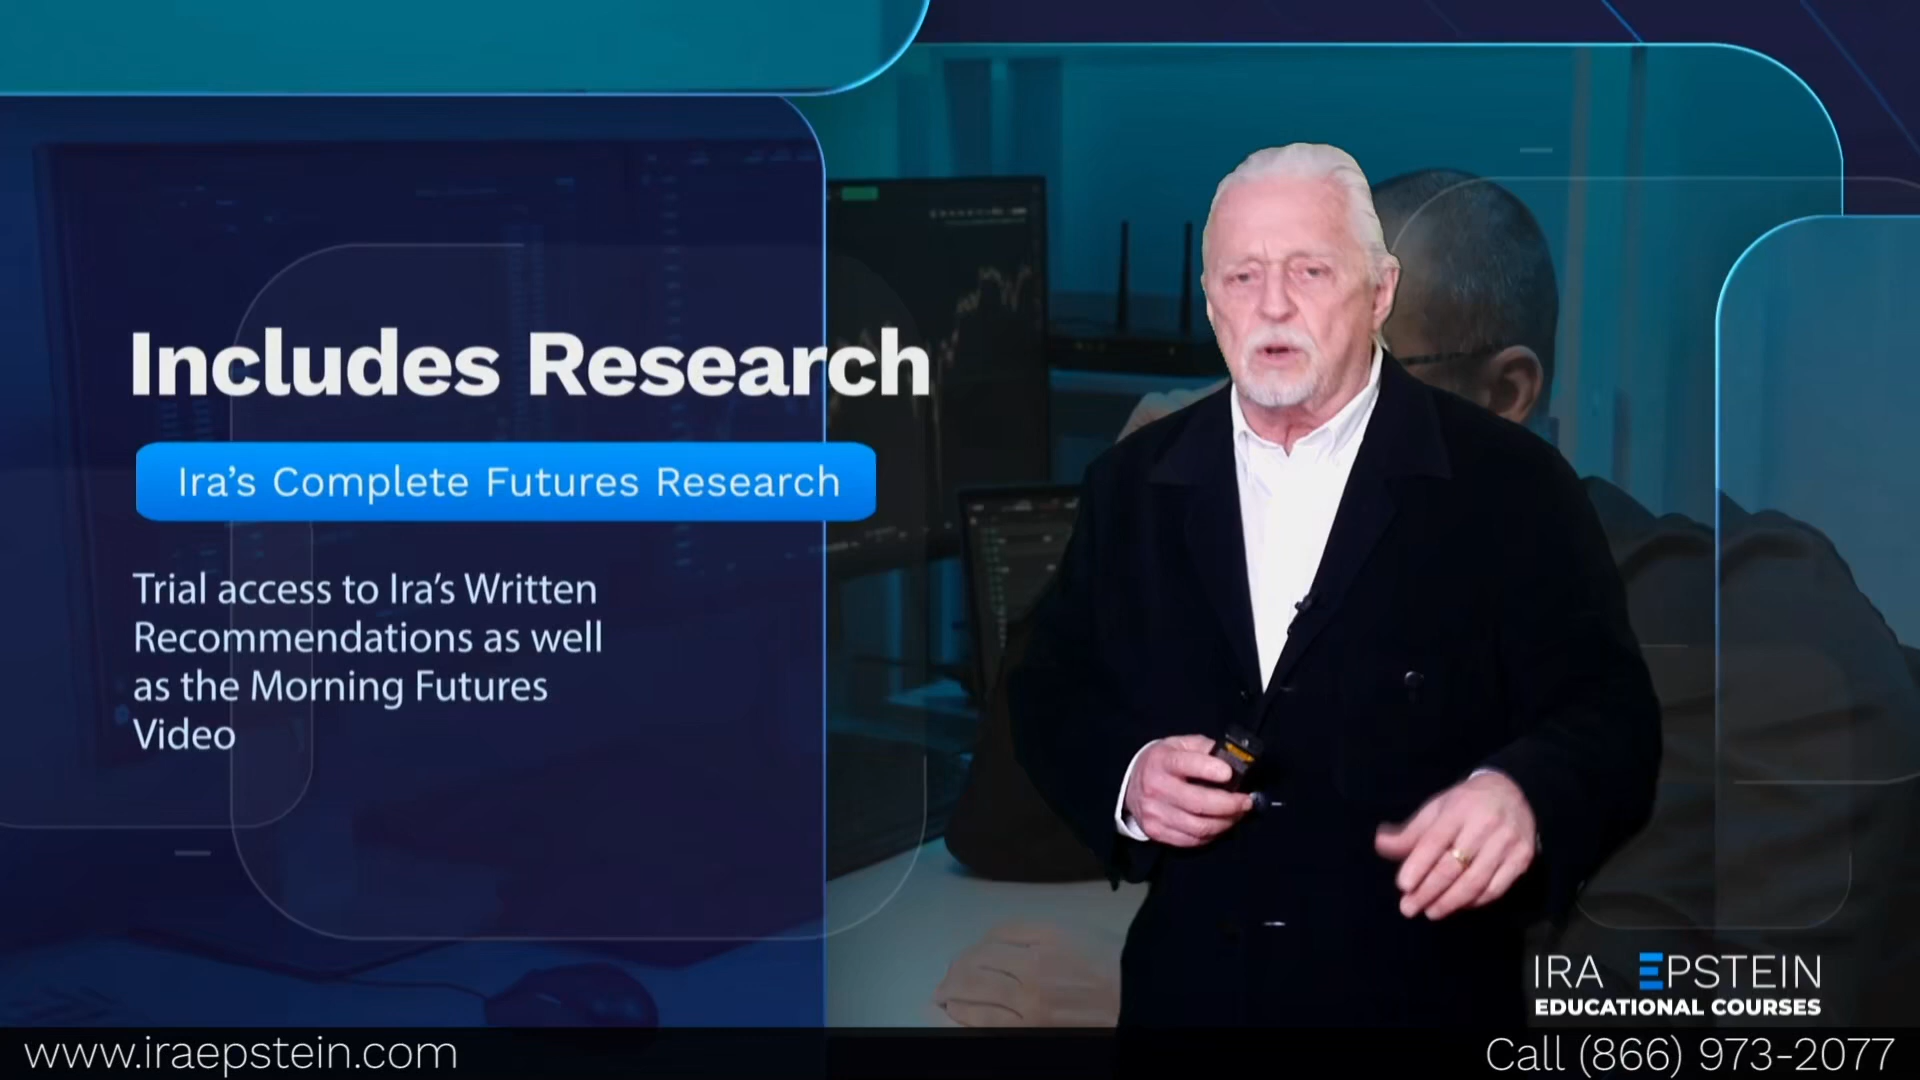 Includes Research
Ira’s Complete Futures Research
Trial access to Ira’s Written
Recommendations as well
as the Morning Futures
Video
IRA EPSTEIN
EDUCATIONAL COURSES
www.iraepstein.com
Call (866) 973-2077